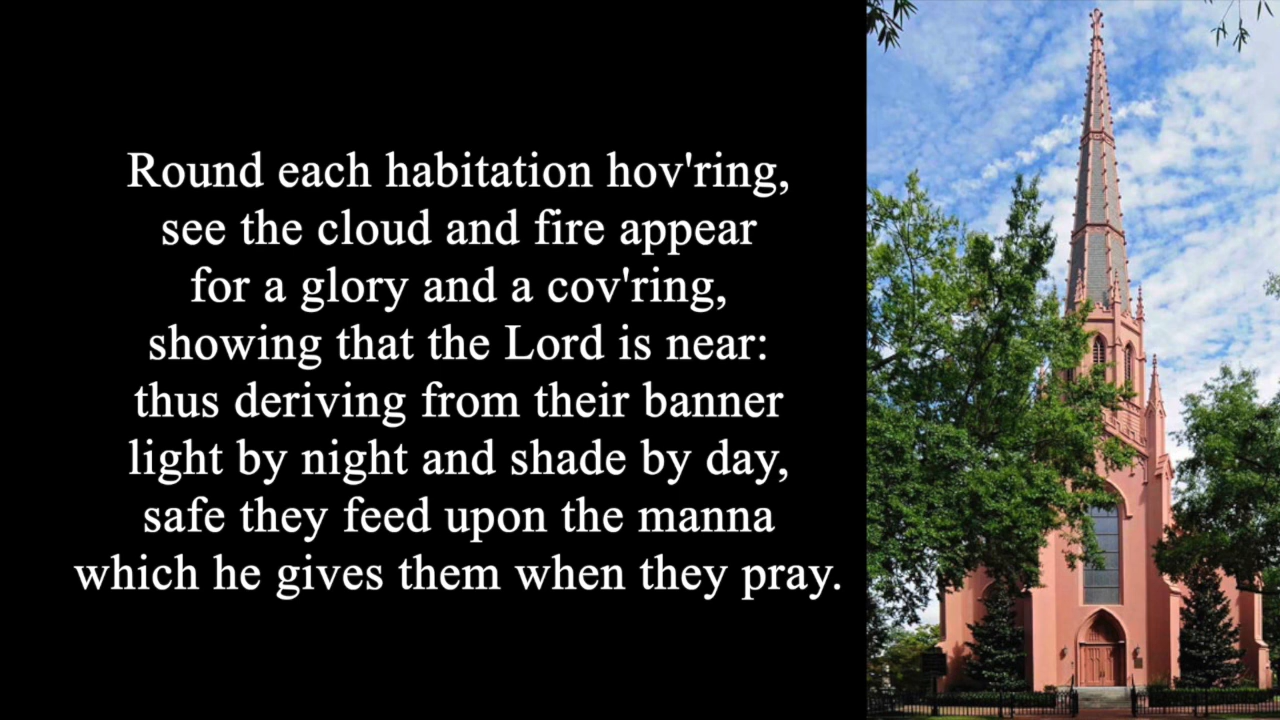 Round each habitation hov'ring,
see the cloud and fire appear
for a glory and a cov'ring,
showing that the Lord is near:
thus deriving from their banner
light by night and shade by day,
safe they feed upon the manna
which he gives them when they pray.